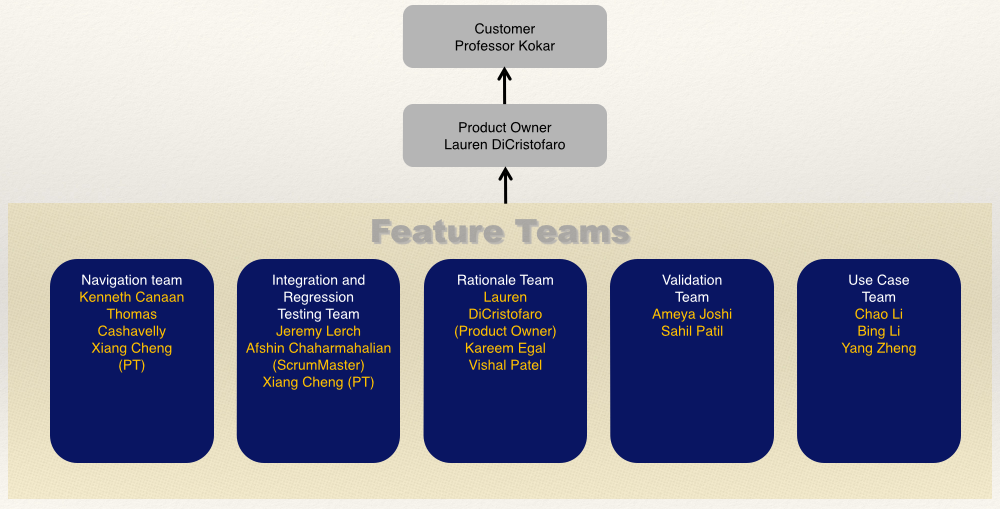 Customer
Professor Kokar
Product Owner
Lauren DiCristofaro
Feature Teams
Navigation team
Kenneth Canaan
Thomas
Cashavelly
Xiang Cheng
(PT)
Integration and
Regression
Testing Team
Jeremy Lerch
Afshin Chaharmahalian
(ScrumMaster)
Xiang Cheng (PT)
Rationale Team
Lauren
DiCristofaro
(Product Owner)
Kareem Egal
Vishal Patel
Validation
Team
Ameya Joshi
Sahil Patil
Use Case
Team
Chao Li
Bing Li
Yang Zheng